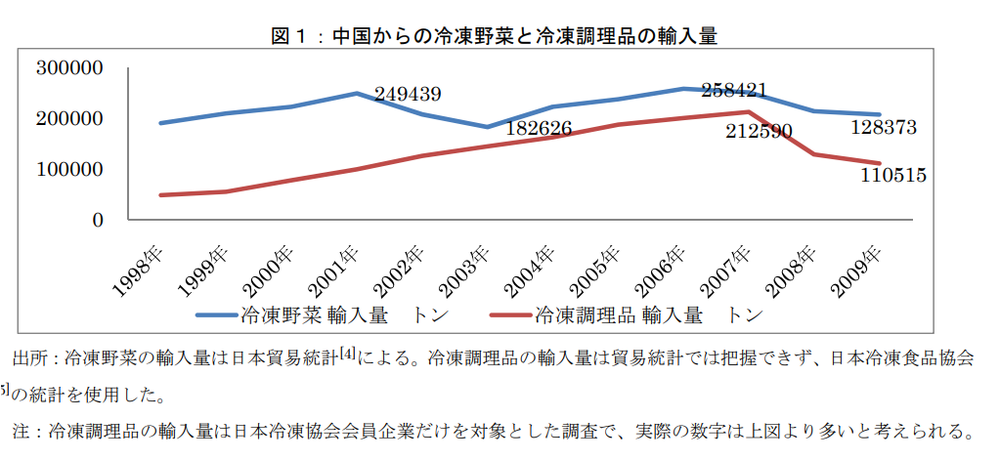 図1：中国からの冷凍野菜と冷凍調理品の輸入量
300000
200000
100000
0
249439
182626
258421
212590
128373
110515
1998年
1999年
2000年
2001年
2002年
2003年
2004年
2005年
2006年
2007年
2008年
2009年
冷凍野菜 輸入量　トン
冷凍調理品 輸入量　トン
出所：冷凍野菜の輸入量は日本貿易統計[4]による。冷凍調理品の輸入量は貿易統計では把握できず、日本冷凍食品協会
5]の統計を使用した。
注：冷凍調理品の輸入量は日本冷凍協会会員企業だけを対象とした調査で、実際の数字は上図より多いと考えられる。